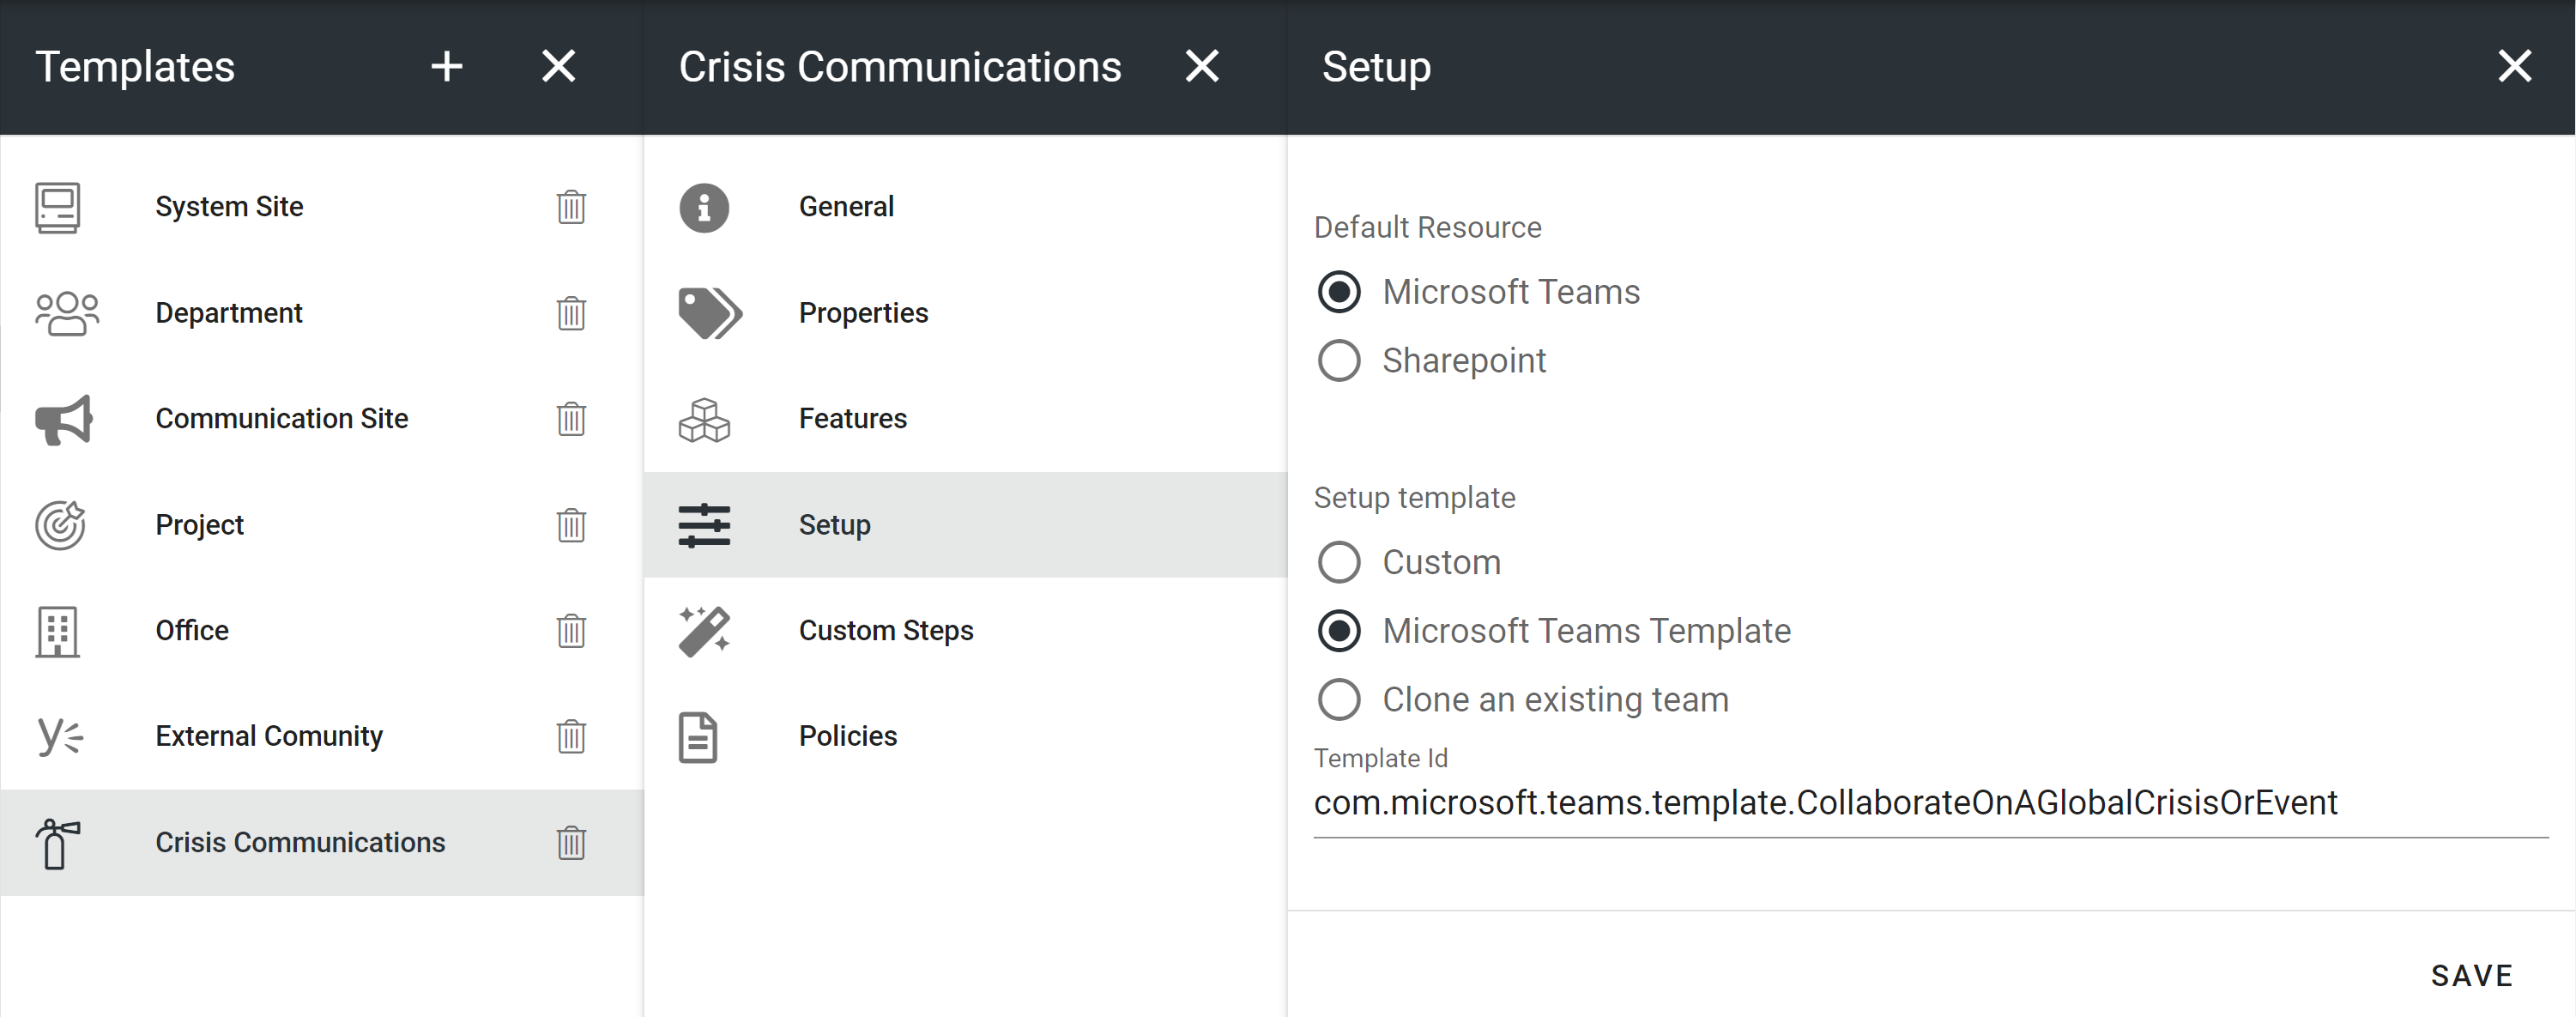 Templates
System Site
Department
Communication Site
Project
Office
External Comunity
Crisis Communications
Crisis Communications
General
Properties
Features
Setup
Custom Steps
Policies
Setup
Default Resource
Microsoft Teams
Sharepoint
Setup template
Custom
Microsoft Teams Template
Clone an existing team
Template Id
com.microsoft.teams.template.CollaborateOnAGlobalCrisisOrEvent
SAVE